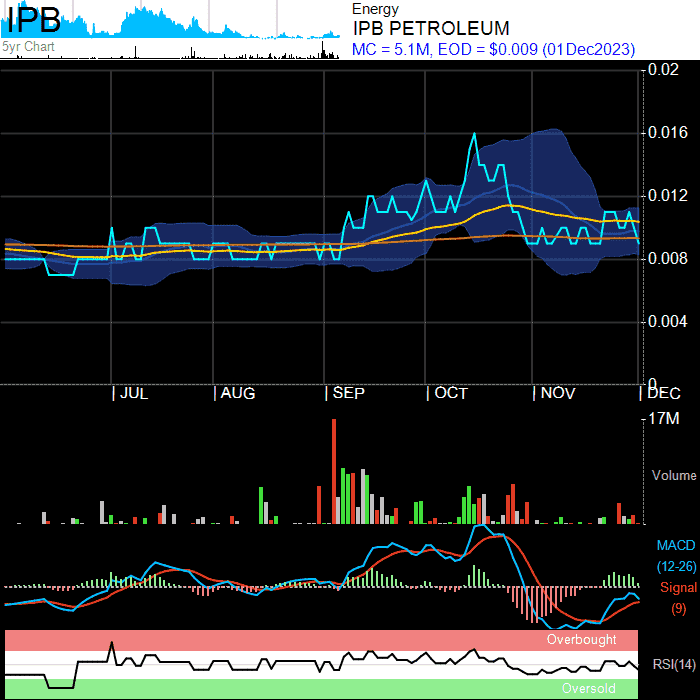 IPB
5yr Chart
Energy
IPB PETROLEUM
MC = 5.1M, EOD = $0.009 (01Dec2023)
0.02
0.016
0.012
0.008
0.004
0
| JUL | AUG | SEP | OCT | NOV | DEC
17M
Volume
MACD
(12-26)
Signal
(9)
Overbought
RSI(14)
Oversold